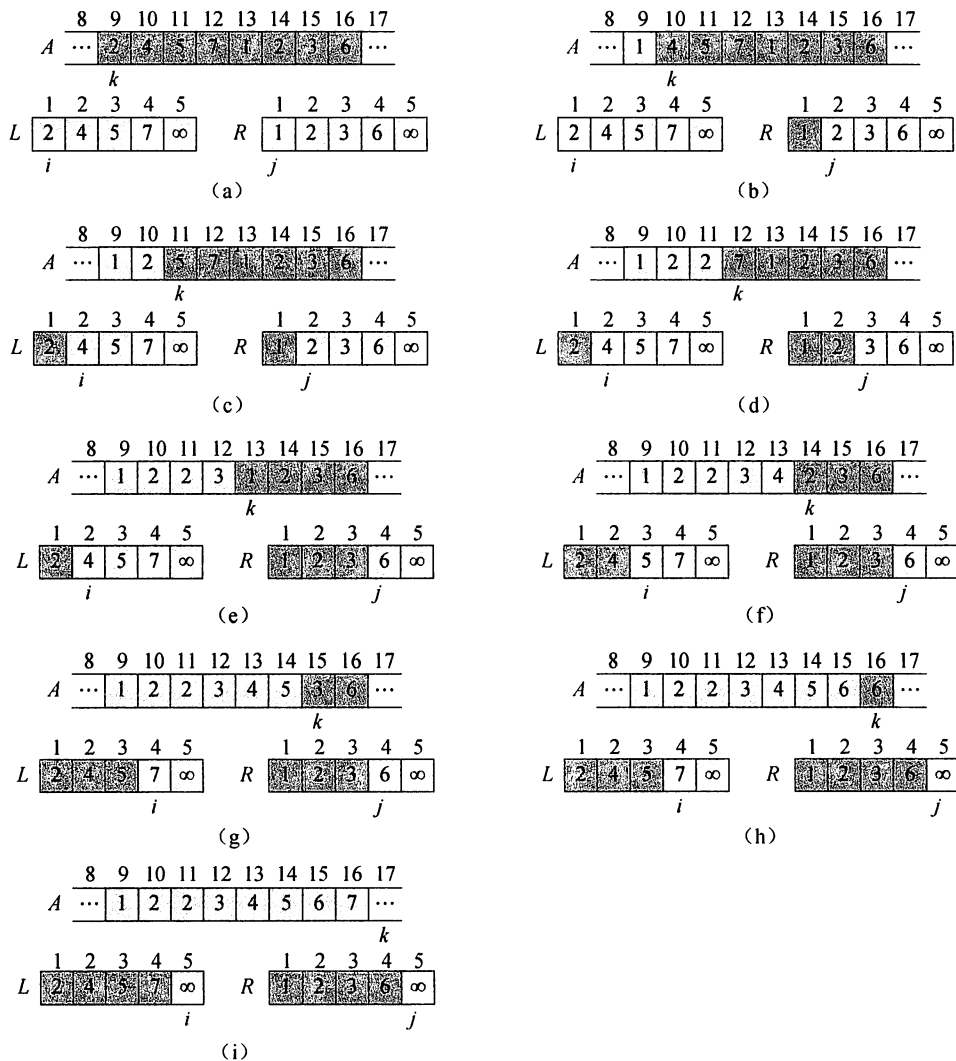 8 9 10 11 12 13 14 15 16 17
A ... 2 4 5 7 1 2 3 6 ...
k
1 2 3 4 5 1 2 3 4 5
L 2 4 5 7 ∞ R 1 2 3 6 ∞
i j
(a)
8 9 10 11 12 13 14 15 16 17
A ... 1 4 5 7 1 2 3 6 ...
k
1 2 3 4 5 1 2 3 4 5
L 2 4 5 7 ∞ R 1 2 3 6 ∞
i j
(b)
8 9 10 11 12 13 14 15 16 17
A ... 1 2 5 7 1 2 3 6 ...
k
1 2 3 4 5 1 2 3 4 5
L 2 4 5 7 ∞ R 1 2 3 6 ∞
i j
(c)
8 9 10 11 12 13 14 15 16 17
A ... 1 2 2 7 1 2 3 6 ...
k
1 2 3 4 5 1 2 3 4 5
L 2 4 5 7 ∞ R 1 2 3 6 ∞
i j
(d)
8 9 10 11 12 13 14 15 16 17
A ... 1 2 2 3 1 2 3 6 ...
k
1 2 3 4 5 1 2 3 4 5
L 2 4 5 7 ∞ R 1 2 3 6 ∞
i j
(e)
8 9 10 11 12 13 14 15 16 17
A ... 1 2 2 3 4 2 3 6 ...
k
1 2 3 4 5 1 2 3 4 5
L 2 4 5 7 ∞ R 1 2 3 6 ∞
i j
(f)
8 9 10 11 12 13 14 15 16 17
A ... 1 2 2 3 4 5 3 6 ...
k
1 2 3 4 5 1 2 3 4 5
L 2 4 5 7 ∞ R 1 2 3 6 ∞
i j
(g)
8 9 10 11 12 13 14 15 16 17
A ... 1 2 2 3 4 5 6 6 ...
k
1 2 3 4 5 1 2 3 4 5
L 2 4 5 7 ∞ R 1 2 3 6 ∞
i j
(h)
8 9 10 11 12 13 14 15 16 17
A ... 1 2 2 3 4 5 6 7 ...
k
1 2 3 4 5 1 2 3 4 5
L 2 4 5 7 ∞ R 1 2 3 6 ∞
i j
(i)